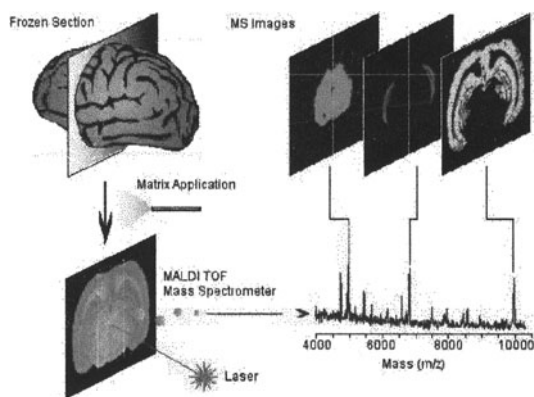 Frozen Section
MS Images
Matrix Application
MALDI TOF
Mass Spectrometer
Laser
4000 6000 8000 10000
Mass (m/z)